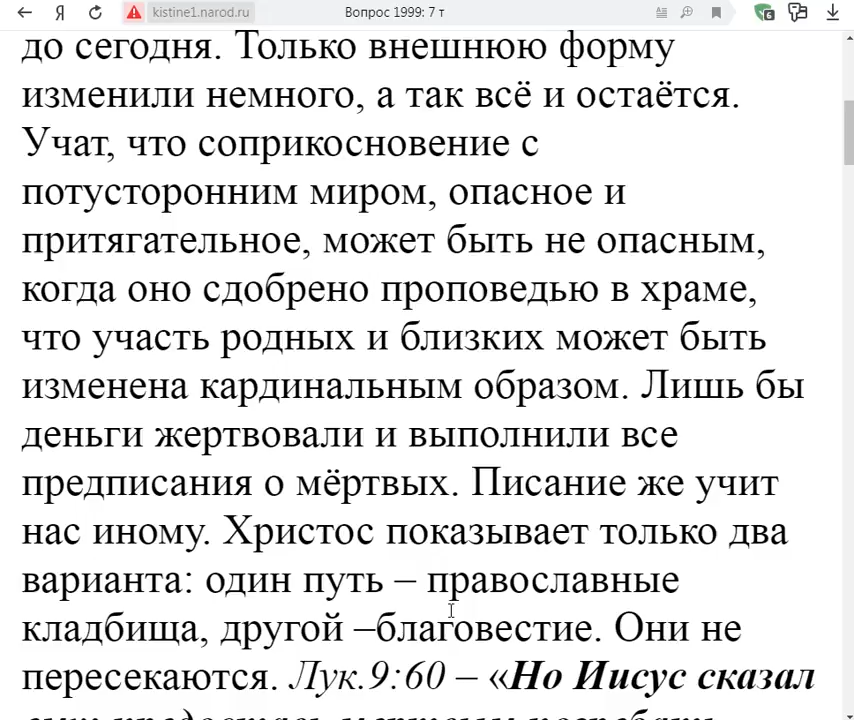 kistine1.narod.ru
Вопрос 1999: 7 т
6
до сегодня. Только внешнюю форму
изменили немного, а так всё и остаётся.
Учат, что соприкосновение с
потусторонним миром, опасное и
притягательное, может быть не опасным,
когда оно сдобрено проповедью в храме,
что участь родных и близких может быть
изменена кардинальным образом. Лишь бы
деньги жертвовали и выполнили все
предписания о мёртвых. Писание же учит
нас иному. Христос показывает только два
варианта: один путь – православные
кладбища, другой –благовестие. Они не
пересекаются. Лук.9:60 – «Но Иисус сказал